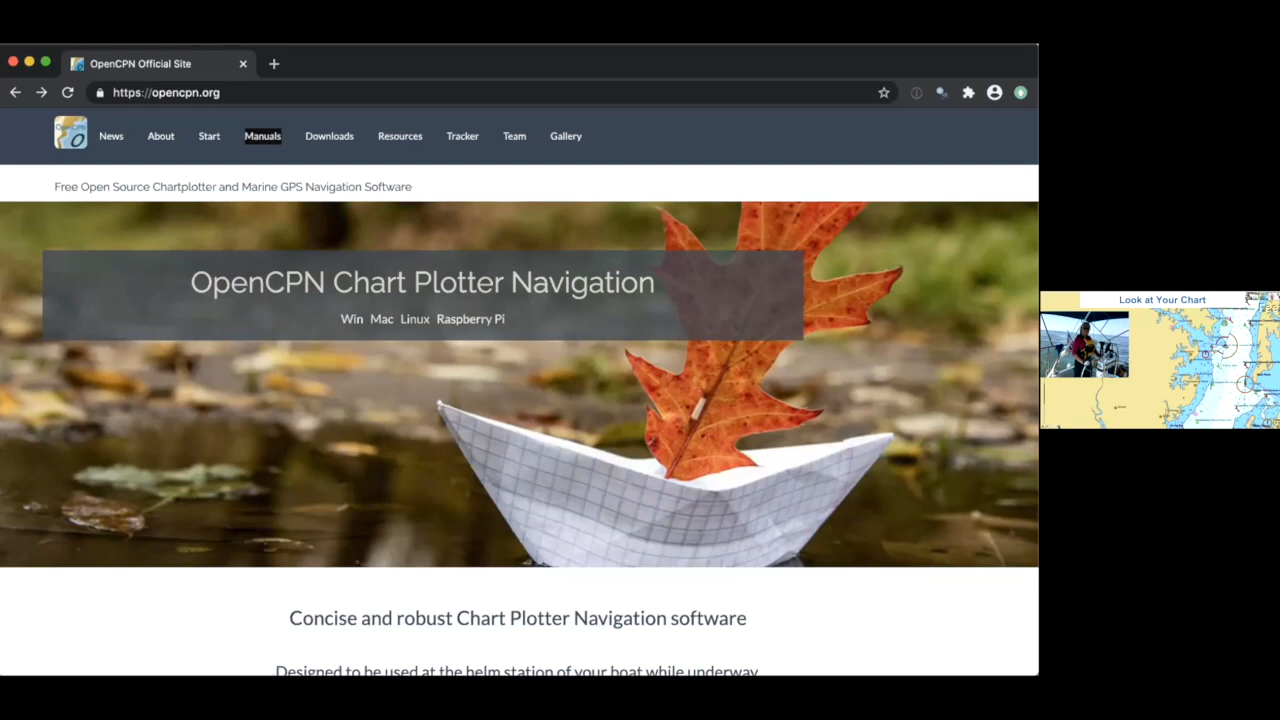 OpenCPN Official Site
https://opencpn.org
News About Start Manuals Downloads Resources Tracker Team Gallery
Free Open Source Chartplotter and Marine GPS Navigation Software
OpenCPN Chart Plotter Navigation
Win Mac Linux Raspberry Pi
Look at Your Chart
Concise and robust Chart Plotter Navigation software
Designed to be used at the helm station of your boat while underway